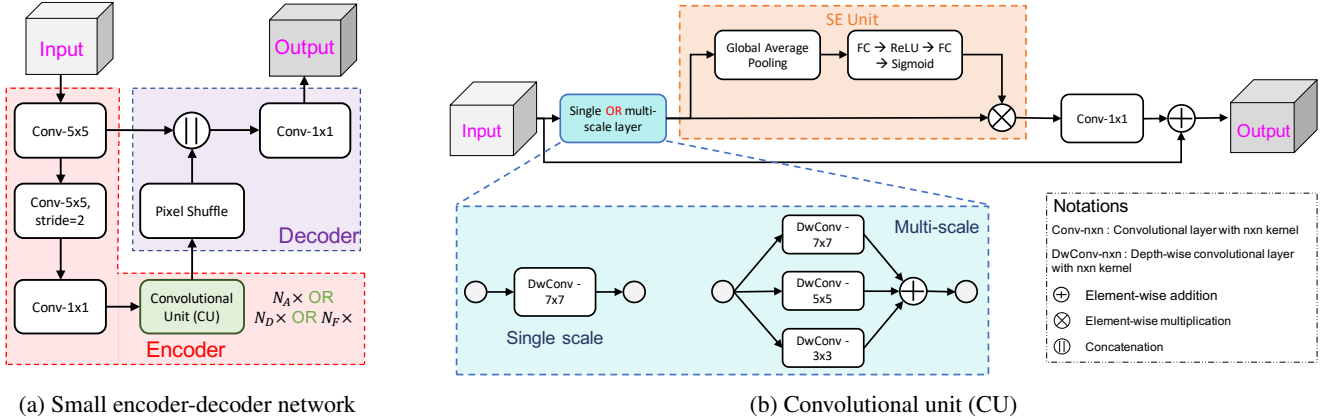 Input
Output
Conv-5x5
||
Conv-1x1
Conv-5x5,
stride=2
Pixel Shuffle
Decoder
Conv-1x1
Convolutional
Unit (CU)
N_A× OR
N_D× OR N_F×
Encoder
(a) Small encoder-decoder network
SE Unit
Global Average
Pooling
FC → ReLU → FC
→ Sigmoid
Input
Single OR multi-
scale layer
Conv-1x1
Output
Multi-scale
DwConv -
7x7
DwConv -
7x7
DwConv -
5x5
DwConv -
3x3
Single scale
Notations
Conv-nxn : Convolutional layer with nxn kernel
DwConv-nxn : Depth-wise convolutional layer
with nxn kernel
⊕ Element-wise addition
⊗ Element-wise multiplication
|| Concatenation
(b) Convolutional unit (CU)